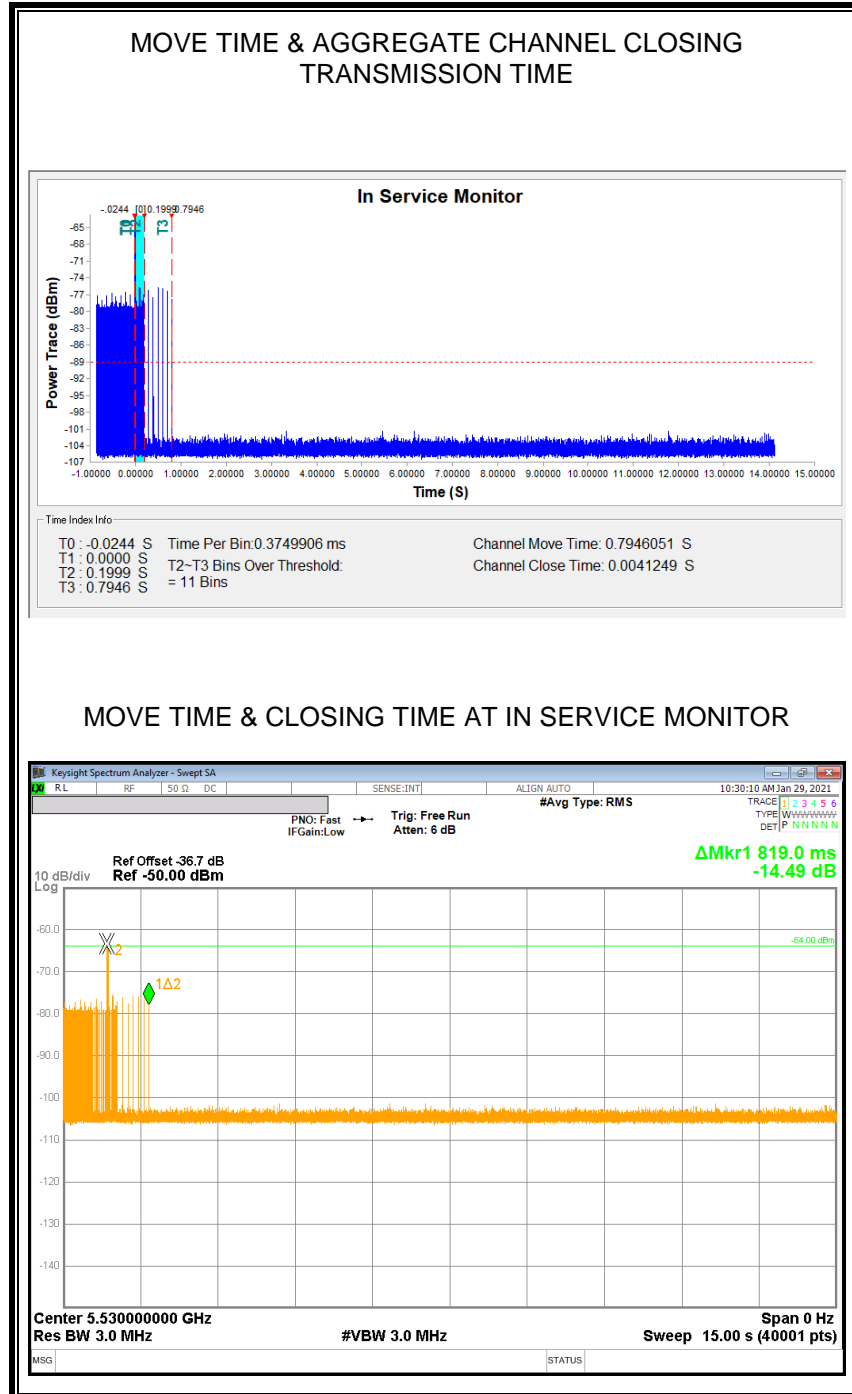 MOVE TIME & AGGREGATE CHANNEL CLOSING
TRANSMISSION TIME
In Service Monitor
-.0244 [0]0.1999 0.7946
T2
T3
Power Trace (dBm)
-65
-68
-71
-74
-77
-80
-83
-86
-89
-92
-95
-98
-101
-104
-107
-1.00000 0.00000 1.00000 2.00000 3.00000 4.00000 5.00000 6.00000 7.00000 8.00000 9.00000 10.00000 11.00000 12.00000 13.00000 14.00000 15.00000
Time (S)
Time Index Info
T0 : -0.0244 S
T1 : 0.0000 S
T2 : 0.1999 S
T3 : 0.7946 S
Time Per Bin:0.3749906 ms
T2~T3 Bins Over Threshold:
= 11 Bins
Channel Move Time: 0.7946051 S
Channel Close Time: 0.0041249 S
MOVE TIME & CLOSING TIME AT IN SERVICE MONITOR
Keysight Spectrum Analyzer - Swept SA
LXI RL RF 50 Ω DC SENSE:INT ALIGN AUTO 10:30:10 AM Jan 29, 2021
PNO: Fast
IFGain:Low
Trig: Free Run
Atten: 6 dB
#Avg Type: RMS
TRACE 1 2 3 4 5 6
TYPE WWWWWW
DET P N N N N N
ΔMkr1 819.0 ms
-14.49 dB
Ref Offset -36.7 dB
10 dB/div Ref -50.00 dBm
Log
-60.0
-70.0
-80.0
-90.0
-100
-110
-120
-130
-140
-64.00 dBm
2
1Δ2
Center 5.530000000 GHz Span 0 Hz
Res BW 3.0 MHz #VBW 3.0 MHz Sweep 15.00 s (40001 pts)
MSG STATUS